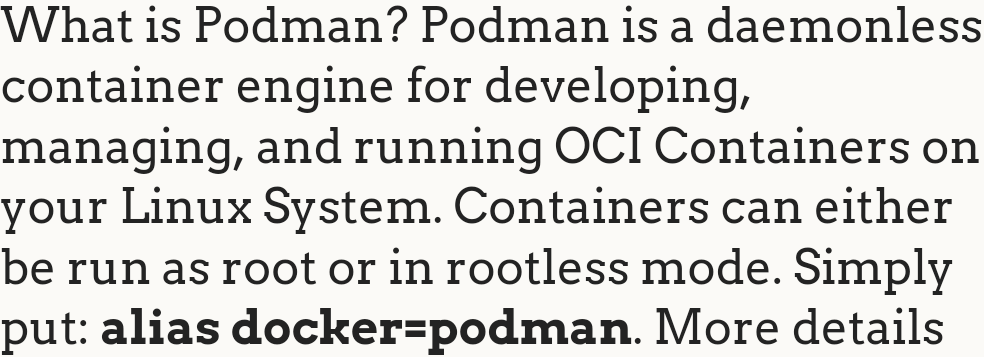 What is Podman? Podman is a daemonless
container engine for developing,
managing, and running OCI Containers on
your Linux System. Containers can either
be run as root or in rootless mode. Simply
put: alias docker=podman. More details